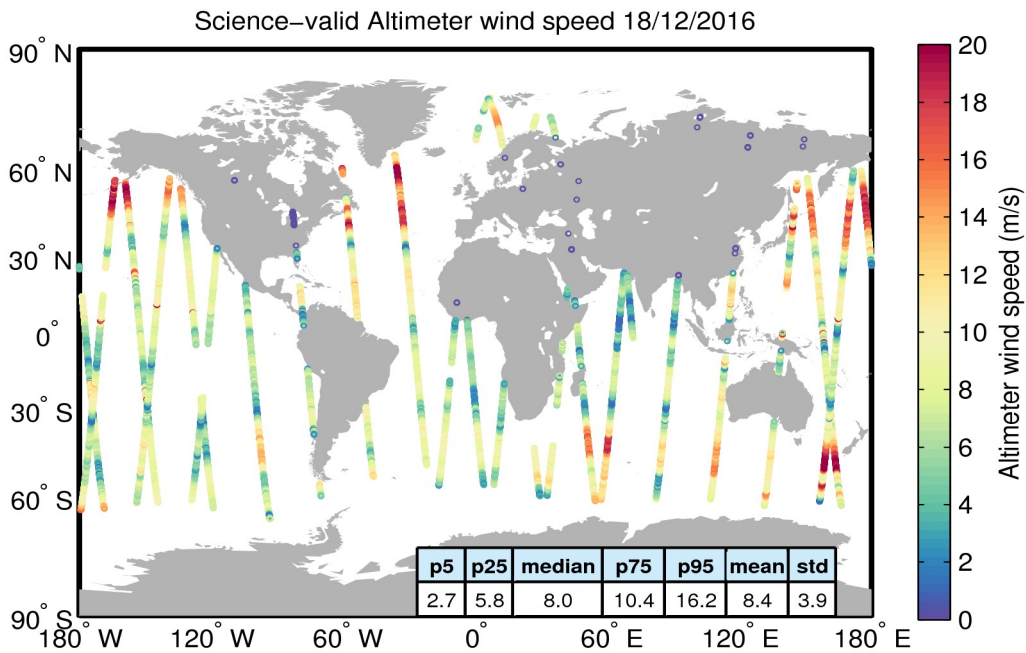 Science−valid Altimeter wind speed 18/12/2016
90° N
60° N
30° N
0°
30° S
60° S
90° S
180° W
120° W
60° W
0°
60° E
120° E
180° E
p5 p25 median p75 p95 mean std
2.7 5.8 8.0 10.4 16.2 8.4 3.9
20
18
16
14
12
10
8
6
4
2
0
Altimeter wind speed (m/s)